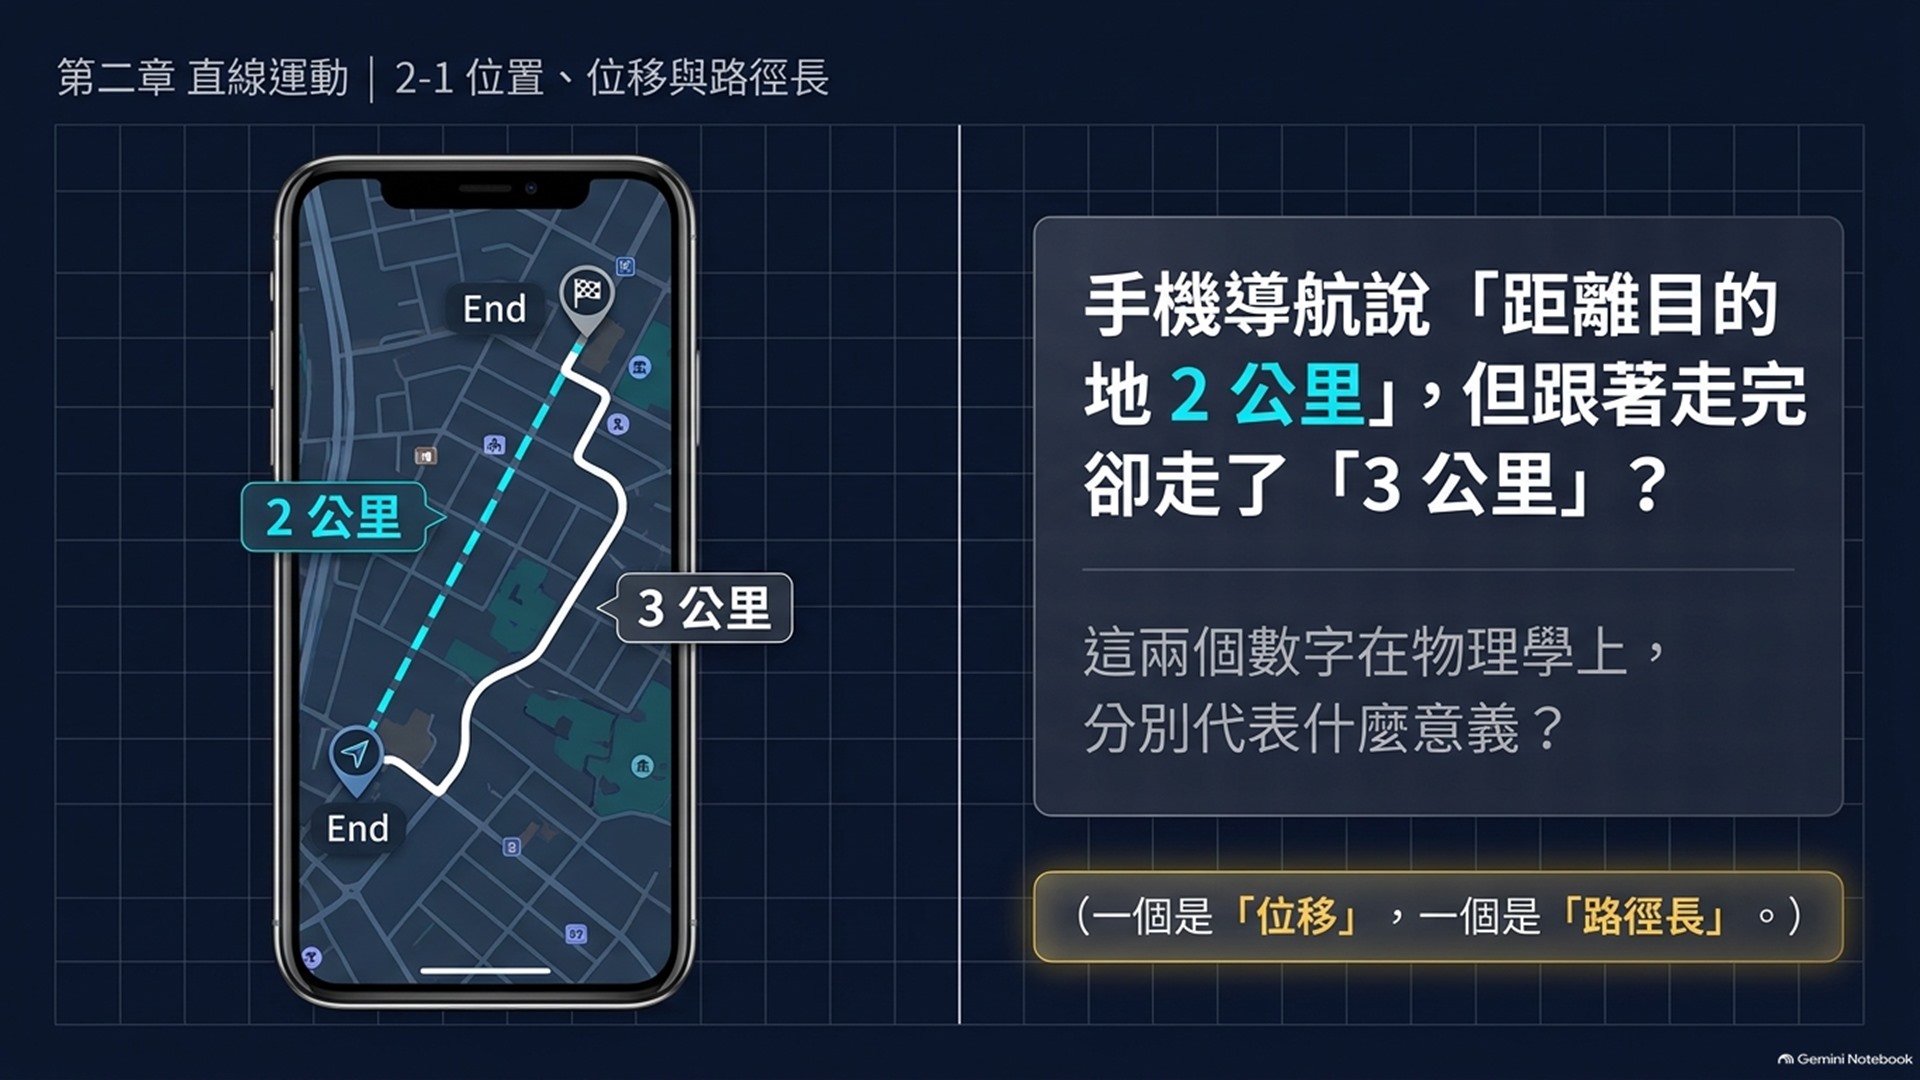 第二章 直線運動｜2-1 位置、位移與路徑長
End
2 公里
3 公里
End
手機導航說「距離目的
地 2 公里」，但跟著走完
卻走了「3 公里」？
這兩個數字在物理學上，
分別代表什麼意義？
（一個是「位移」，一個是「路徑長」。）
Gemini Notebook